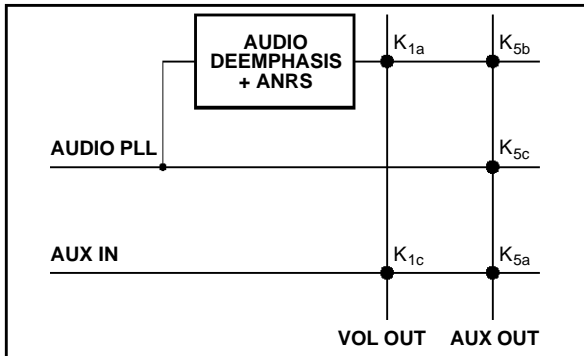 AUDIO
DEEMPHASIS
+ ANRS
K1a
K5b
AUDIO PLL
K5c
AUX IN
K1c
K5a
VOL OUT
AUX OUT